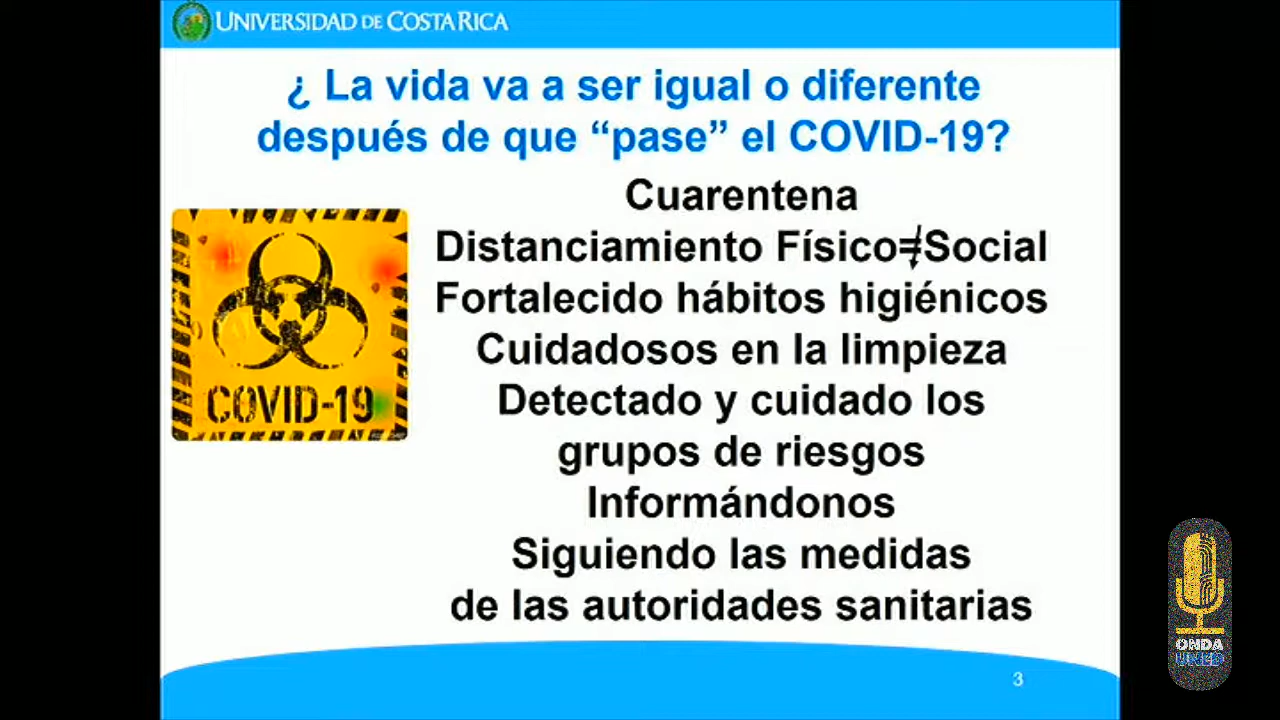 UNIVERSIDAD DE COSTA RICA
¿ La vida va a ser igual o diferente
después de que “pase” el COVID-19?
Cuarentena
Distanciamiento Físico≠Social
Fortalecido hábitos higiénicos
Cuidadosos en la limpieza
Detectado y cuidado los
grupos de riesgos
Informándonos
Siguiendo las medidas
de las autoridades sanitarias
COVID-19
3
ONDA
UNED